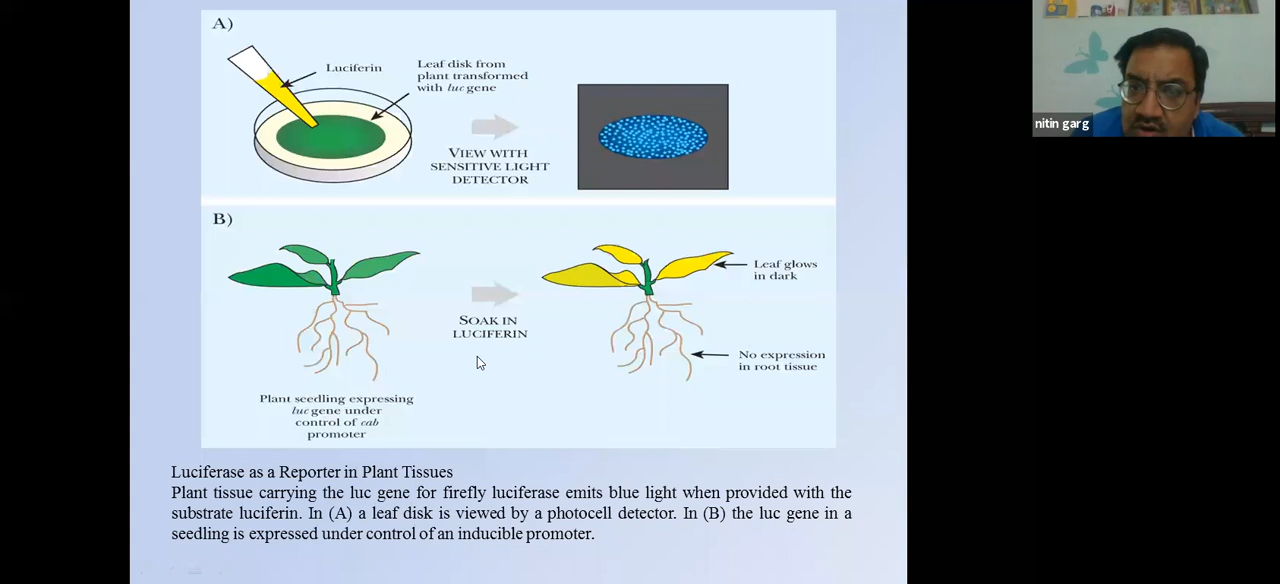 A)
Luciferin
Leaf disk from
plant transformed
with luc gene
VIEW WITH
SENSITIVE LIGHT
DETECTOR
B)
Leaf glows
in dark
SOAK IN
LUCIFERIN
No expression
in root tissue
Plant seedling expressing
luc gene under
control of cab
promoter
Luciferase as a Reporter in Plant Tissues
Plant tissue carrying the luc gene for firefly luciferase emits blue light when provided with the
substrate luciferin. In (A) a leaf disk is viewed by a photocell detector. In (B) the luc gene in a
seedling is expressed under control of an inducible promoter.
nitin garg